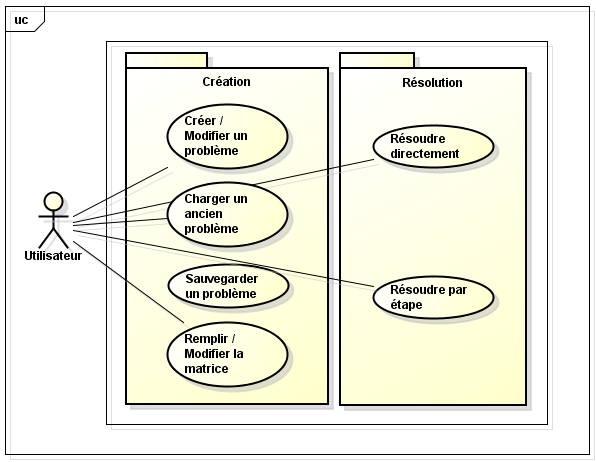 uc
Création
Créer /
Modifier un
problème
Charger un
ancien
problème
Sauvegarder
un problème
Remplir /
Modifier la
matrice
Résolution
Résoudre
directement
Résoudre par
étape
Utilisateur